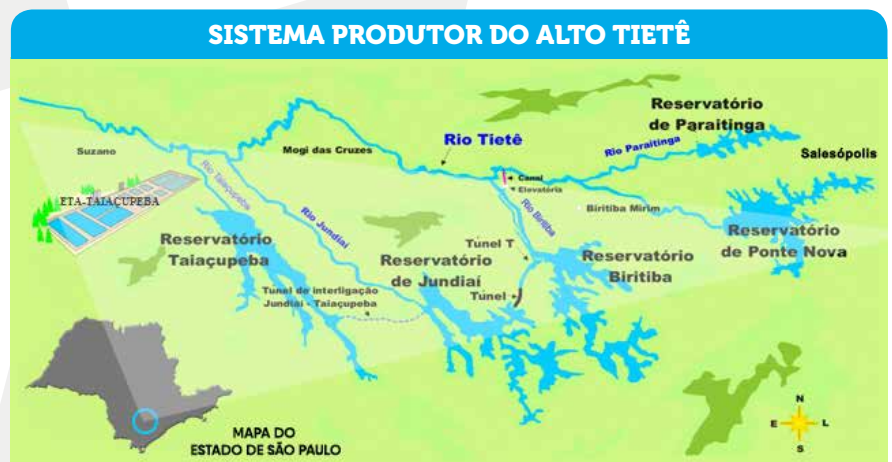 SISTEMA PRODUTOR DO ALTO TIETÊ
Reservatório
de Paraitinga
Rio Tietê
Rio Paraitinga
Suzano
Mogi das Cruzes
Salesópolis
Rio Taiaçupeba
Canal
Elevatória
ETA-TAIAÇUPEBA
Rio Jundiaí
Rio Biritiba
Biritiba Mirim
Reservatório
Taiaçupeba
Reservatório
de Jundiaí
Túnel T
Reservatório
Biritiba
Reservatório
de Ponte Nova
Tunel de interligação
Jundiaí - Taiaçupeba
Túnel
MAPA DO
ESTADO DE SÃO PAULO
N
E
L
S